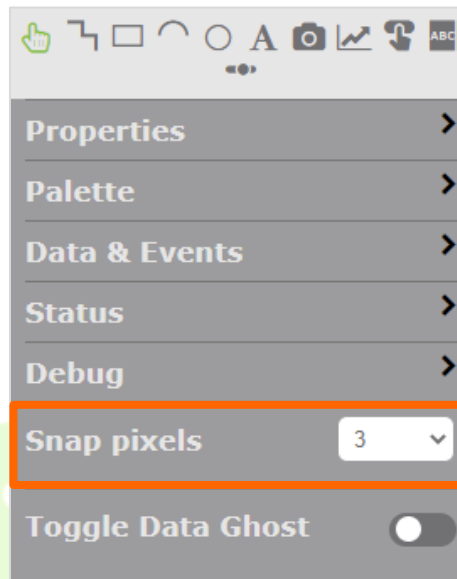 A
ABC
Properties
Palette
Data & Events
Status
Debug
Snap pixels 3
Toggle Data Ghost